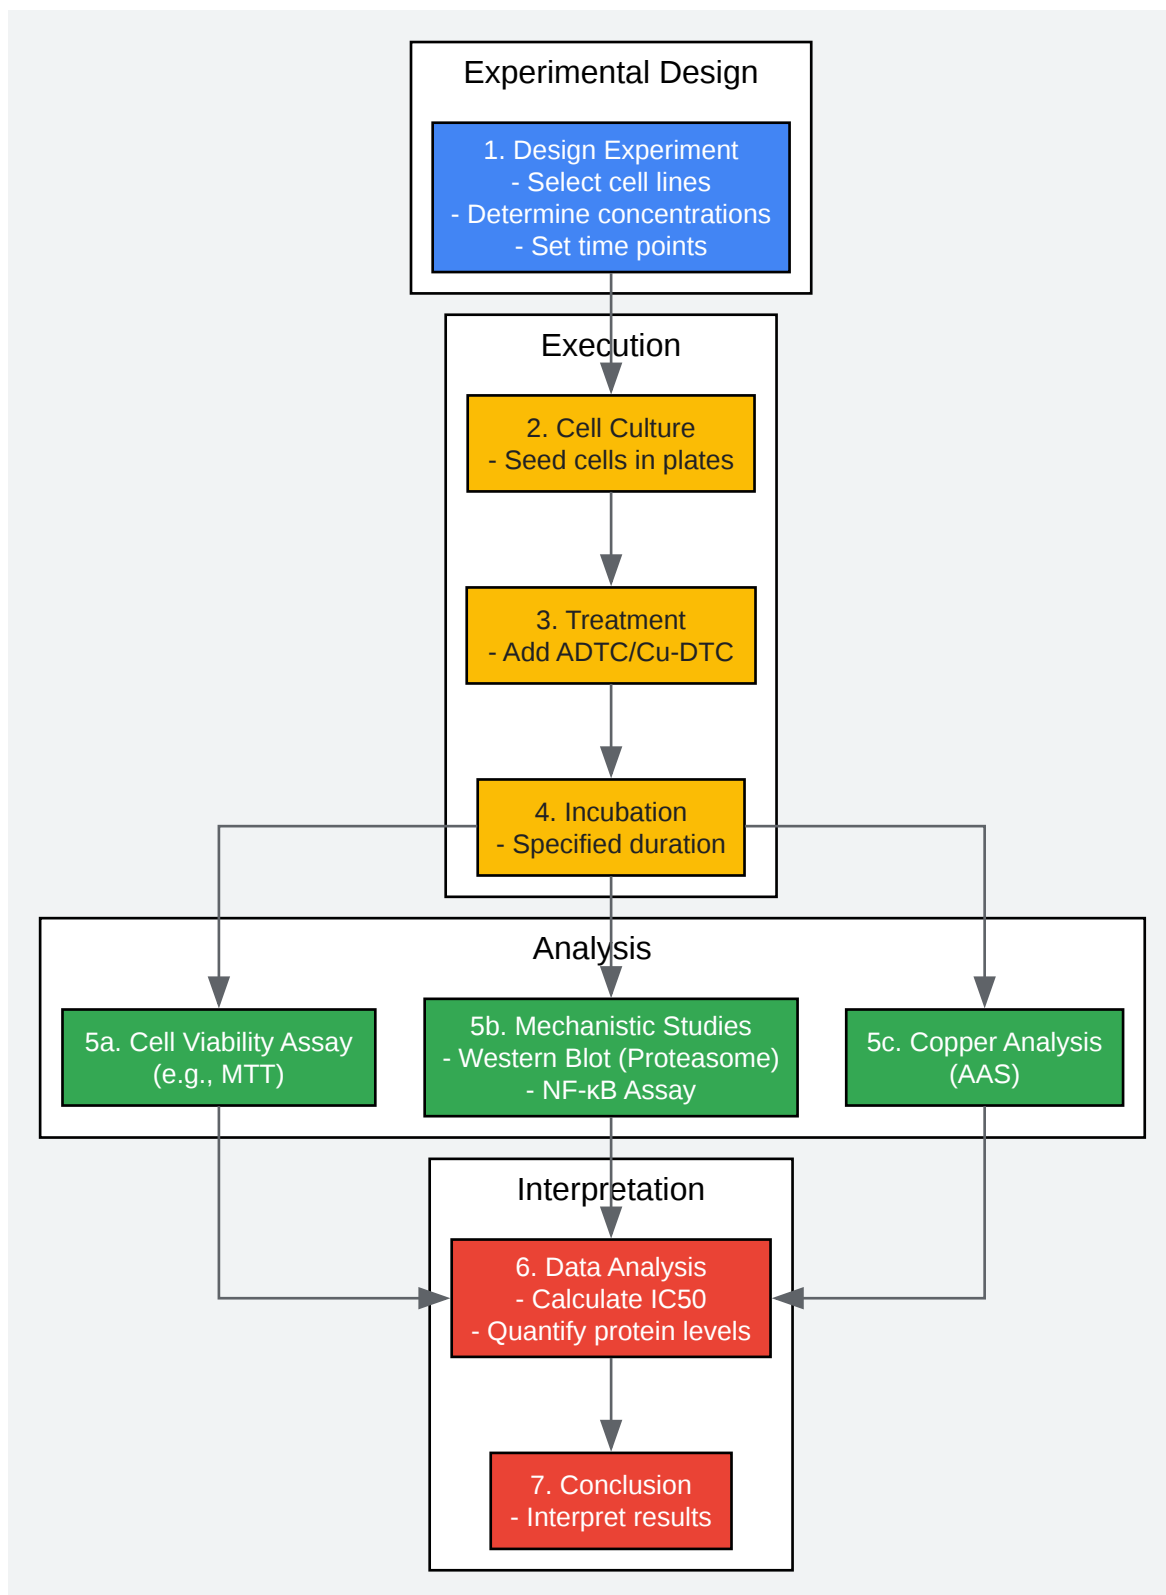 Experimental Design
1. Design Experiment
- Select cell lines
- Determine concentrations
- Set time points
Execution
2. Cell Culture
- Seed cells in plates
3. Treatment
- Add ADTC/Cu-DTC
4. Incubation
- Specified duration
Analysis
5a. Cell Viability Assay
(e.g., MTT)
5b. Mechanistic Studies
- Western Blot (Proteasome)
- NF-κB Assay
5c. Copper Analysis
(AAS)
Interpretation
6. Data Analysis
- Calculate IC50
- Quantify protein levels
7. Conclusion
- Interpret results